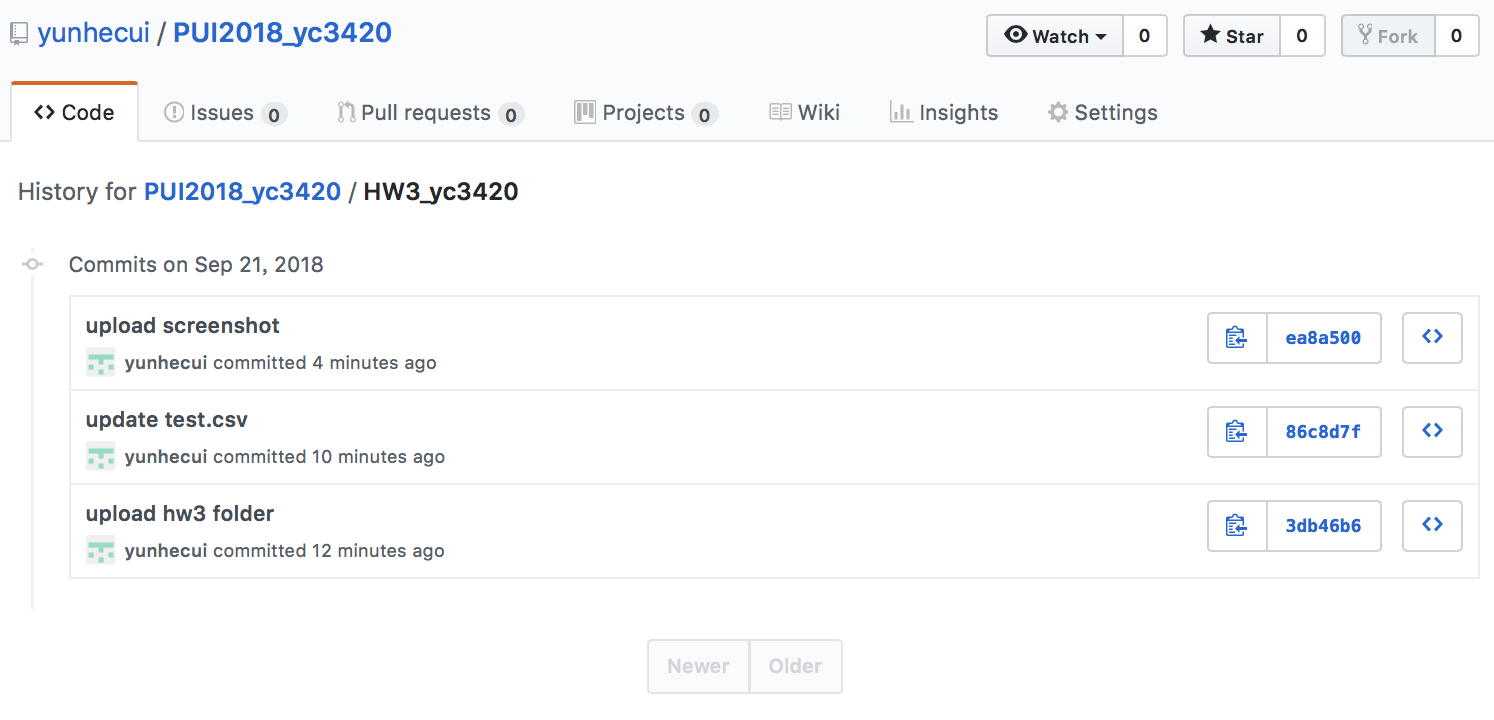 yunhecui / PUI2018_yc3420
Watch 0 Star 0 Fork 0
Code Issues 0 Pull requests 0 Projects 0 Wiki Insights Settings
History for PUI2018_yc3420 / HW3_yc3420
Commits on Sep 21, 2018
upload screenshot
yunhecui committed 4 minutes ago
ea8a500
update test.csv
yunhecui committed 10 minutes ago
86c8d7f
upload hw3 folder
yunhecui committed 12 minutes ago
3db46b6
Newer Older